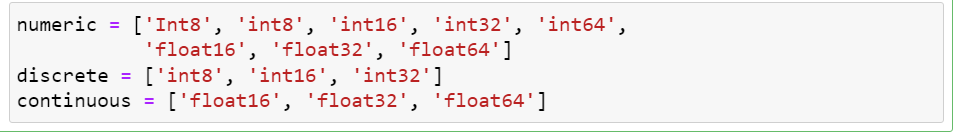 numeric = ['Int8', 'int8', 'int16', 'int32', 'int64',
'float16', 'float32', 'float64']
discrete = ['int8', 'int16', 'int32']
continuous = ['float16', 'float32', 'float64']